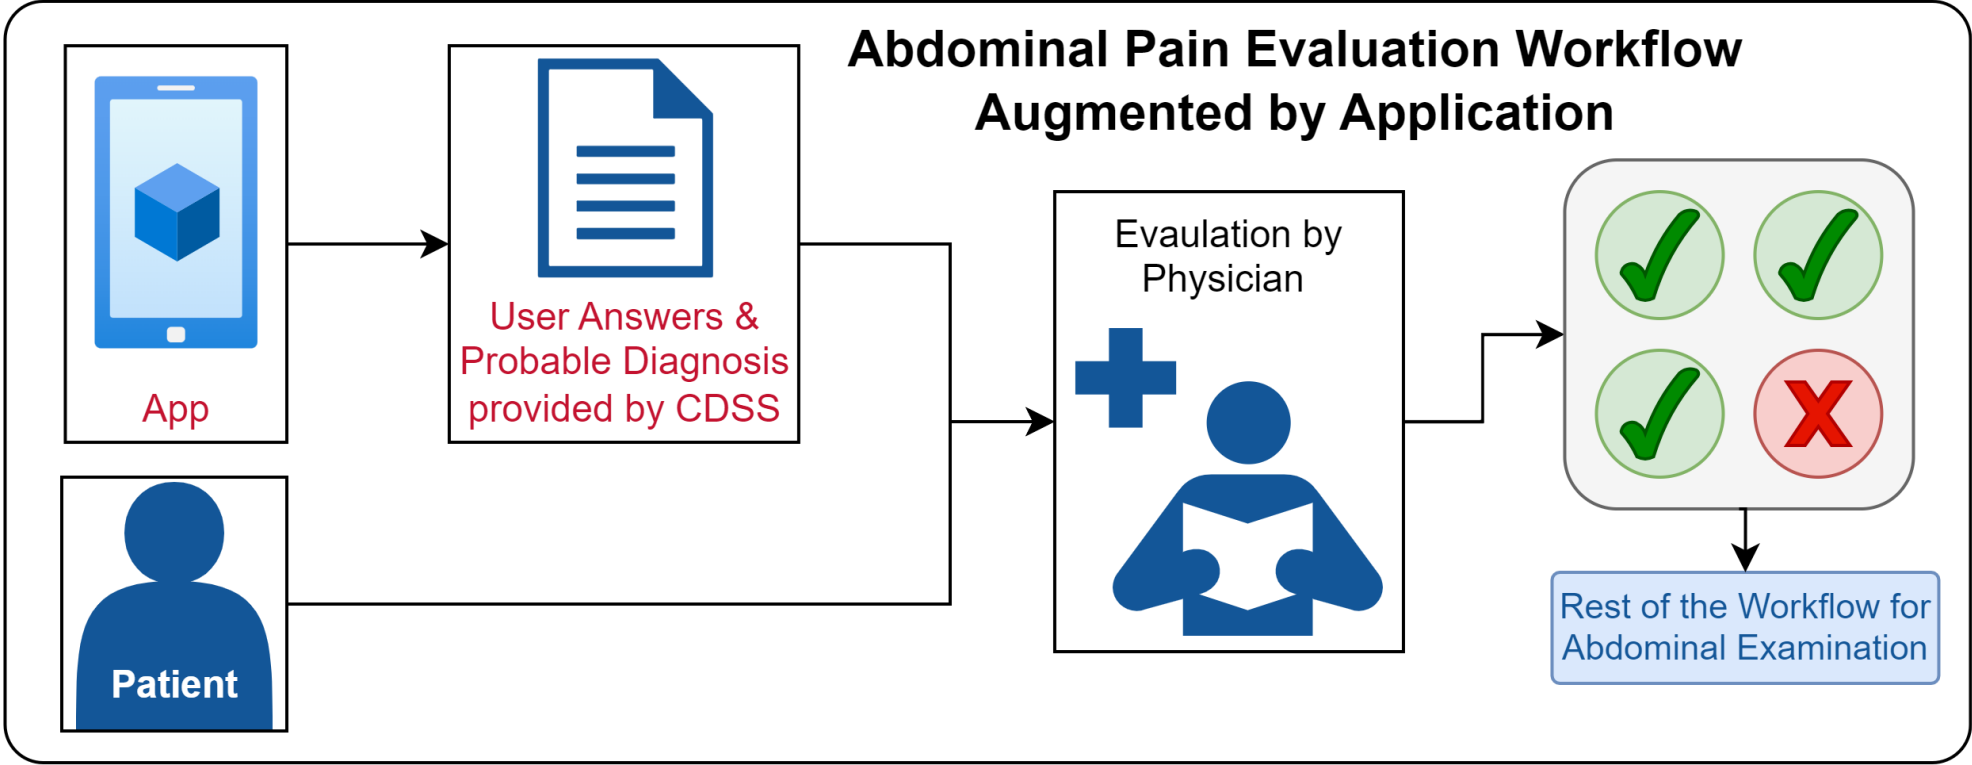 Abdominal Pain Evaluation Workflow
Augmented by Application
App
User Answers &
Probable Diagnosis
provided by CDSS
Patient
Evaulation by
Physician
Rest of the Workflow for
Abdominal Examination